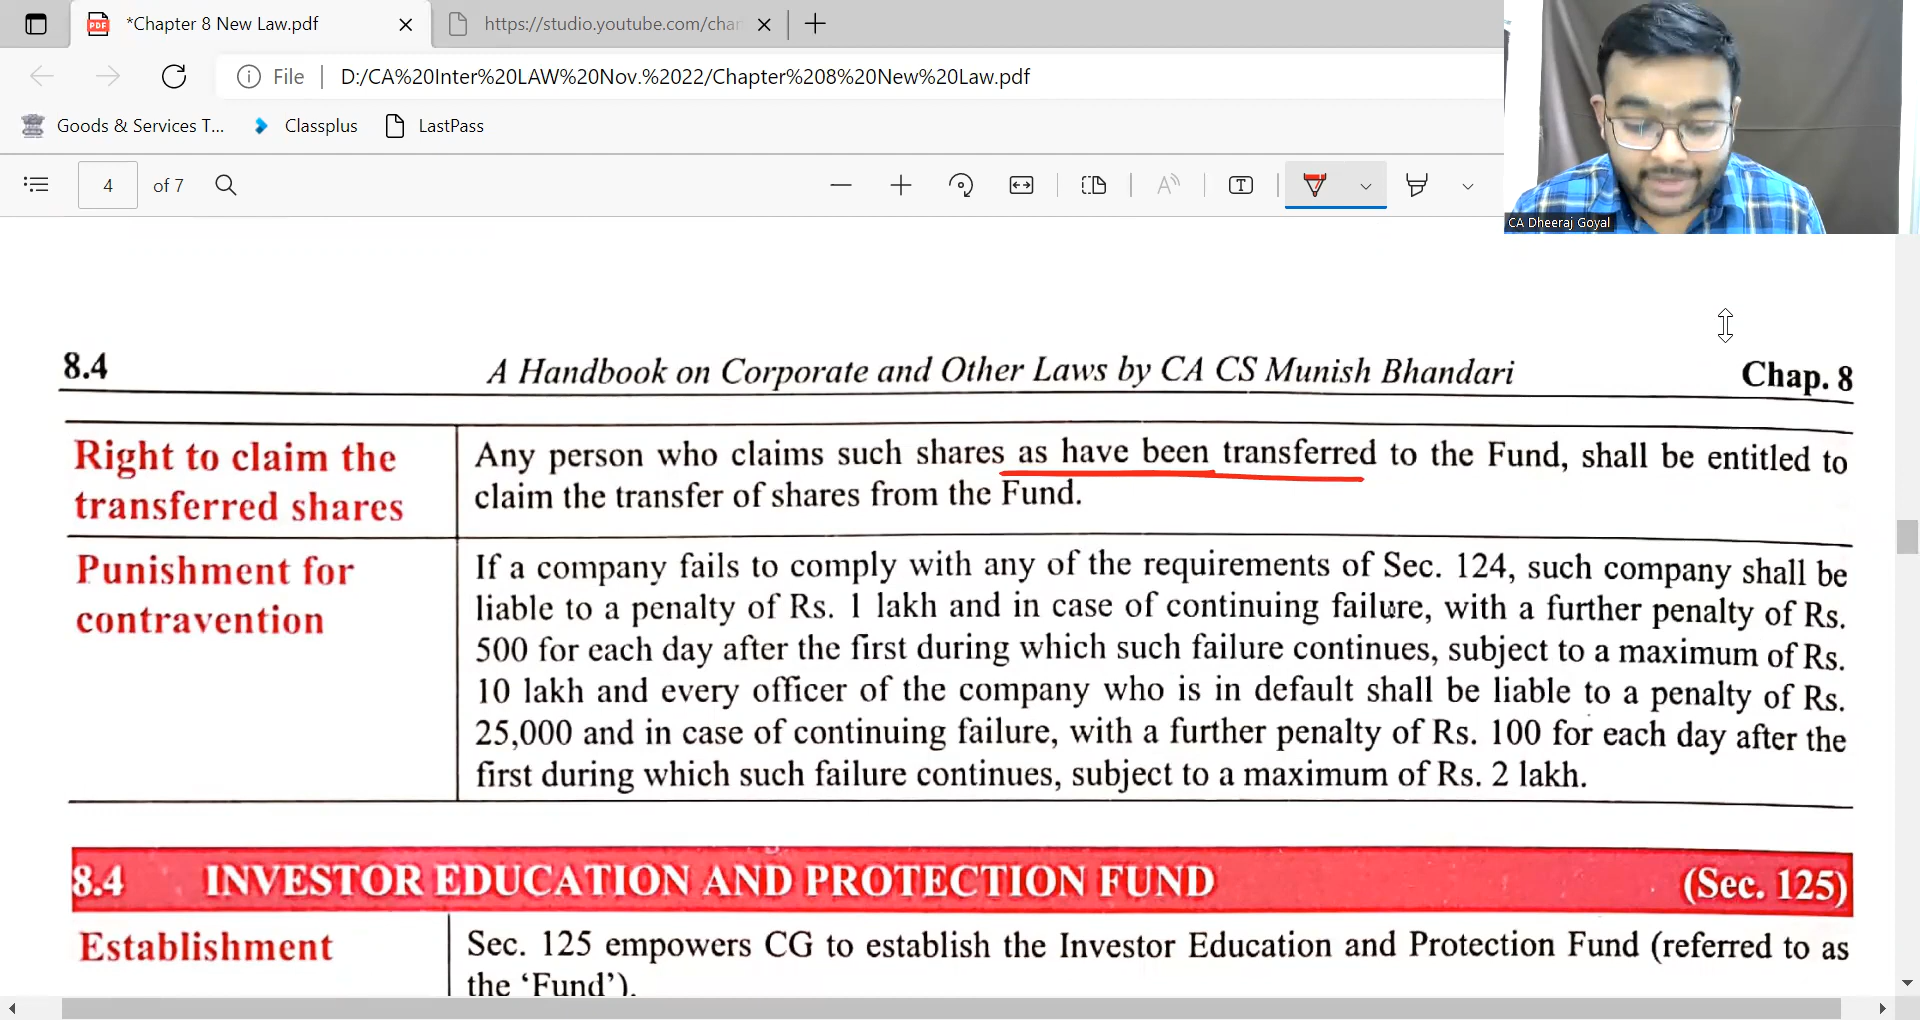 *Chapter 8 New Law.pdf
https://studio.youtube.com/char
File
D:/CA%20Inter%20LAW%20Nov.%2022/Chapter%208%20New%20Law.pdf
Goods & Services T...
Classplus
LastPass
4 of 7
CA Dheeraj Goyal
8.4 A Handbook on Corporate and Other Laws by CA CS Munish Bhandari Chap. 8
Right to claim the
transferred shares
Any person who claims such shares as have been transferred to the Fund, shall be entitled to
claim the transfer of shares from the Fund.
Punishment for
contravention
If a company fails to comply with any of the requirements of Sec. 124, such company shall be
liable to a penalty of Rs. 1 lakh and in case of continuing failure, with a further penalty of Rs.
500 for each day after the first during which such failure continues, subject to a maximum of Rs.
10 lakh and every officer of the company who is in default shall be liable to a penalty of Rs.
25,000 and in case of continuing failure, with a further penalty of Rs. 100 for each day after the
first during which such failure continues, subject to a maximum of Rs. 2 lakh.
8.4 INVESTOR EDUCATION AND PROTECTION FUND (Sec. 125)
Establishment
Sec. 125 empowers CG to establish the Investor Education and Protection Fund (referred to as
the ‘Fund’).